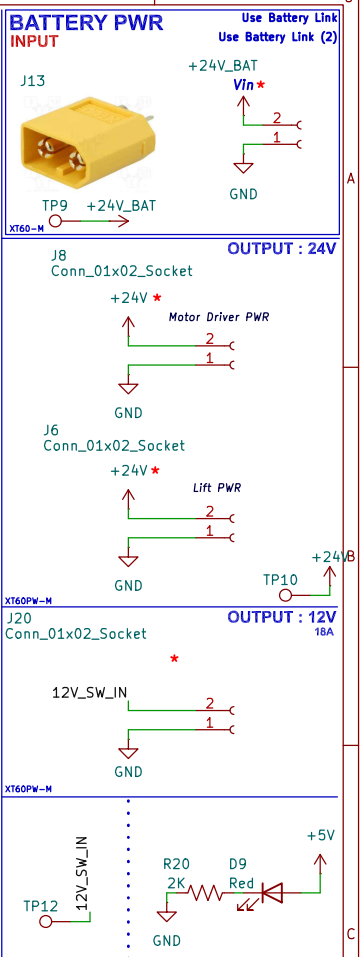 BATTERY PWR
INPUT
Use Battery Link
Use Battery Link (2)
J13
+24V_BAT
Vin *
2
1
GND
TP9
+24V_BAT
XT60-M
A
OUTPUT : 24V
J8
Conn_01x02_Socket
+24V *
Motor Driver PWR
2
1
GND
J6
Conn_01x02_Socket
+24V *
Lift PWR
2
1
GND
+24V
B
TP10
XT60PW-M
J20
Conn_01x02_Socket
OUTPUT : 12V
18A
*
12V_SW_IN
2
1
GND
XT60PW-M
12V_SW_IN
TP12
+5V
R20
2K
D9
Red
GND
C